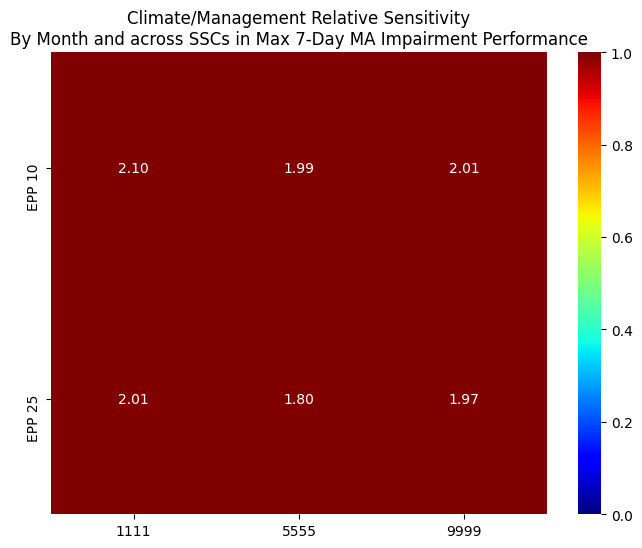 Climate/Management Relative Sensitivity
By Month and across SSCs in Max 7-Day MA Impairment Performance
EPP 10
2.10 1.99 2.01
EPP 25
2.01 1.80 1.97
1111 5555 9999
1.0
0.8
0.6
0.4
0.2
0.0